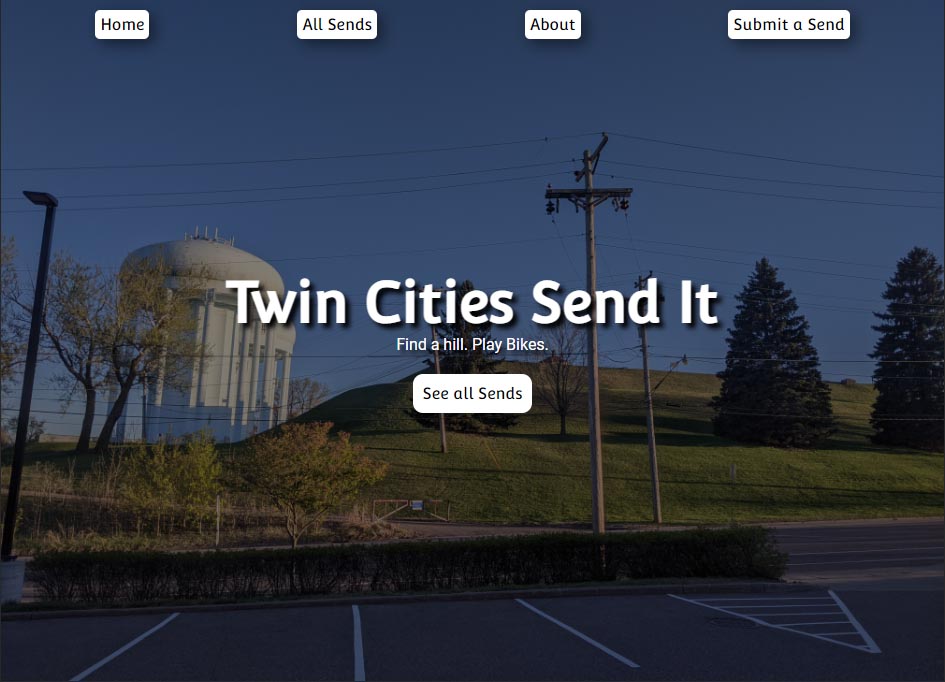 Home
All Sends
About
Submit a Send
Twin Cities Send It
Find a hill. Play Bikes.
See all Sends